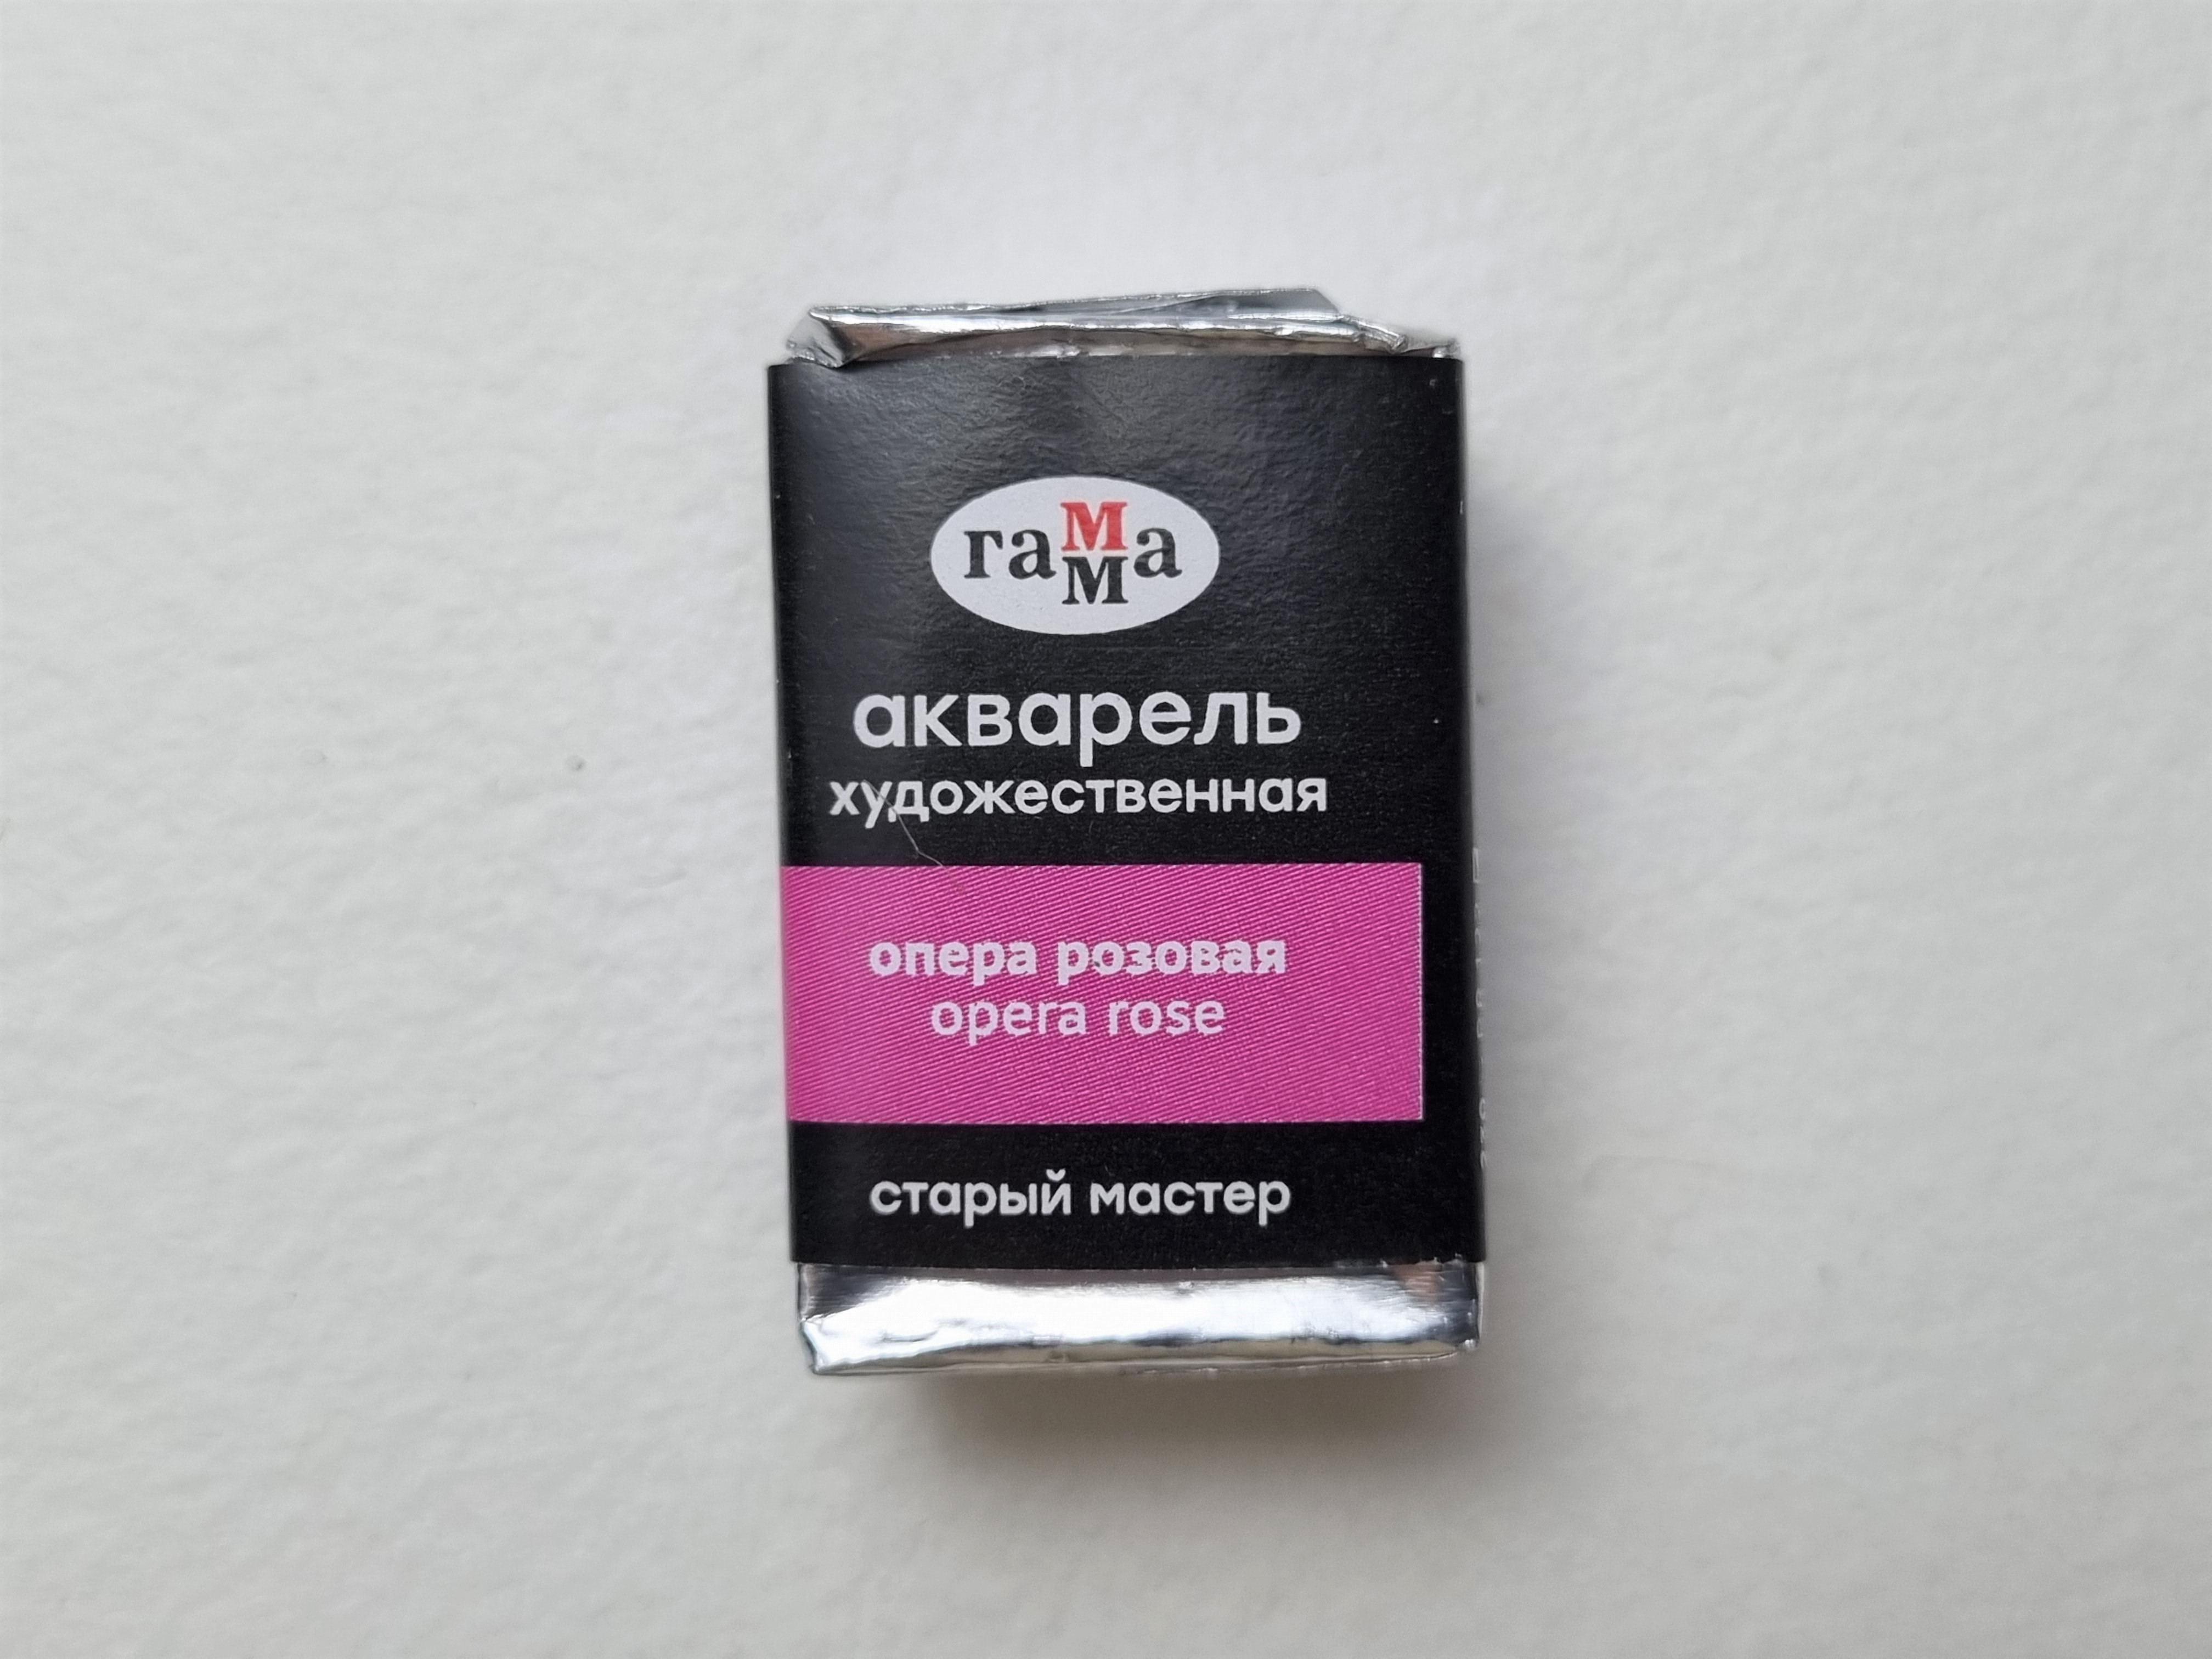 гамма
акварель
художественная
опера розовая
opera rose
старый мастер